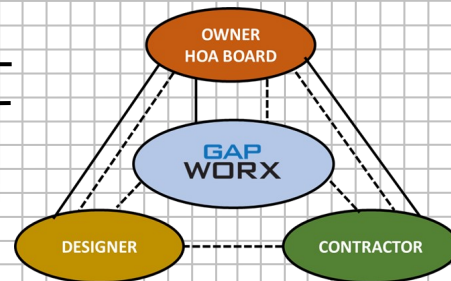 OWNER
HOA BOARD
GAP
WORX
DESIGNER
CONTRACTOR